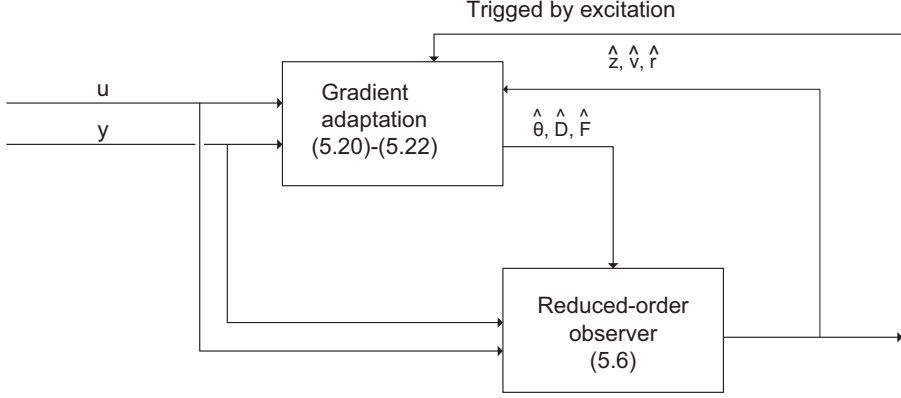 Trigged by excitation
ẑ, v̂, r̂
u
Gradient
adaptation
(5.20)-(5.22)
y
θ̂, D̂, F̂
Reduced-order
observer
(5.6)